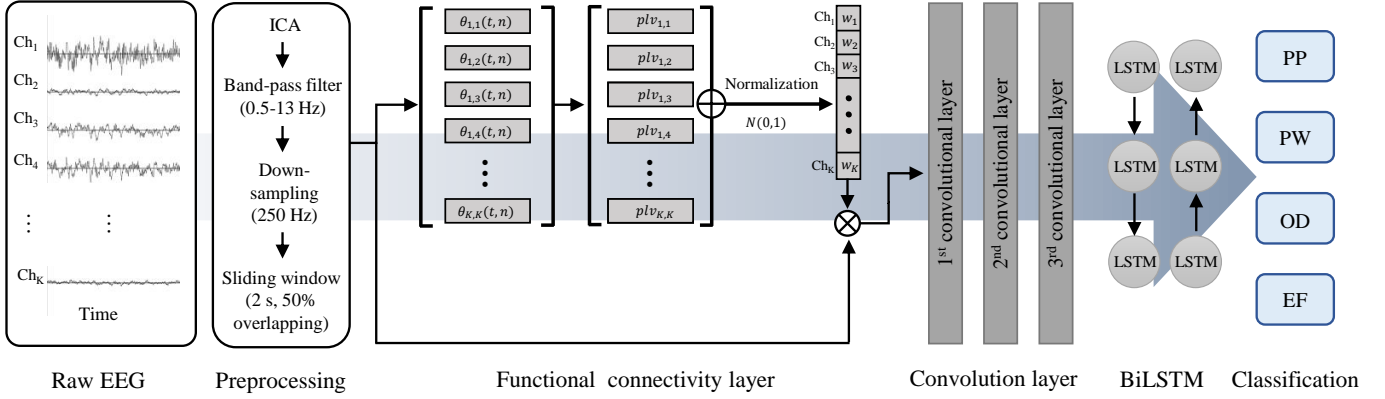 Ch1
Ch2
Ch3
Ch4
⋮ ⋮
ChK
Time
Raw EEG
ICA
Band-pass filter
(0.5-13 Hz)
Down-
sampling
(250 Hz)
Sliding window
(2 s, 50%
overlapping)
Preprocessing
θ1,1(t, n)
θ1,2(t, n)
θ1,3(t, n)
θ1,4(t, n)
⋮
θK,K(t, n)
plv1,1
plv1,2
plv1,3
plv1,4
⋮
plvK,K
Normalization
N(0,1)
Ch1 w1
Ch2 w2
Ch3 w3
⋮
ChK wK
Functional connectivity layer
1st convolutional layer
2nd convolutional layer
3rd convolutional layer
Convolution layer
LSTM LSTM
LSTM LSTM
LSTM LSTM
BiLSTM
PP
PW
OD
EF
Classification